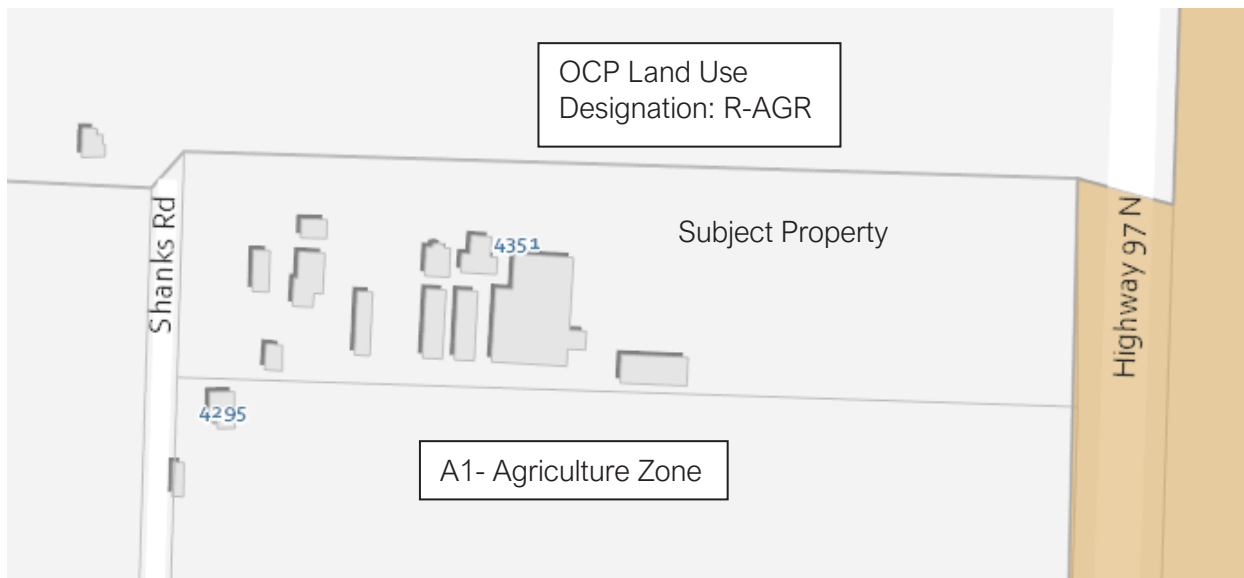 OCP Land Use
Designation: R-AGR
Subject Property
4351
Shanks Rd
Highway 97 N
4295
A1- Agriculture Zone